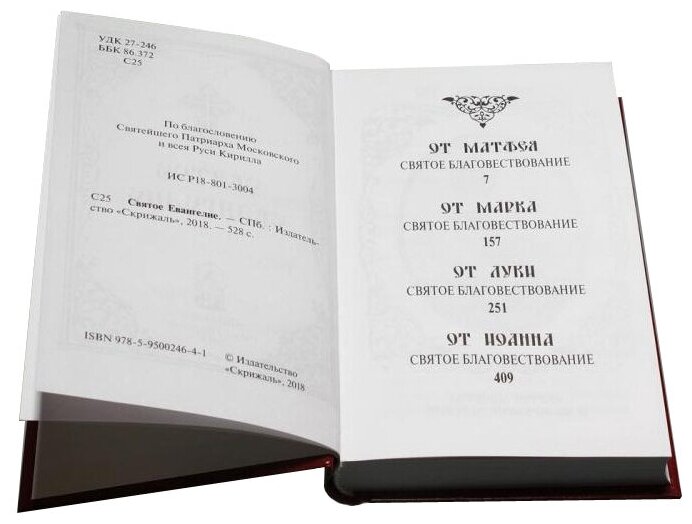 УДК 27-246
ББК 86.372
С25
По благословению
Святейшего Патриарха Московского
и всея Руси Кирилла
ИС Р18-801-3004
С25 Святое Евангелие. — СПб. : Издатель-
ство «Скрижаль», 2018. — 528 с.
ISBN 978-5-9500246-4-1
© Издательство
«Скрижаль», 2018
ОТ МАТФЕА
СВЯТОЕ БЛАГОВЕСТВОВАНИЕ
7
ОТ МАРКА
СВЯТОЕ БЛАГОВЕСТВОВАНИЕ
157
ОТ ЛУКИ
СВЯТОЕ БЛАГОВЕСТВОВАНИЕ
251
ОТ ИОАННА
СВЯТОЕ БЛАГОВЕСТВОВАНИЕ
409